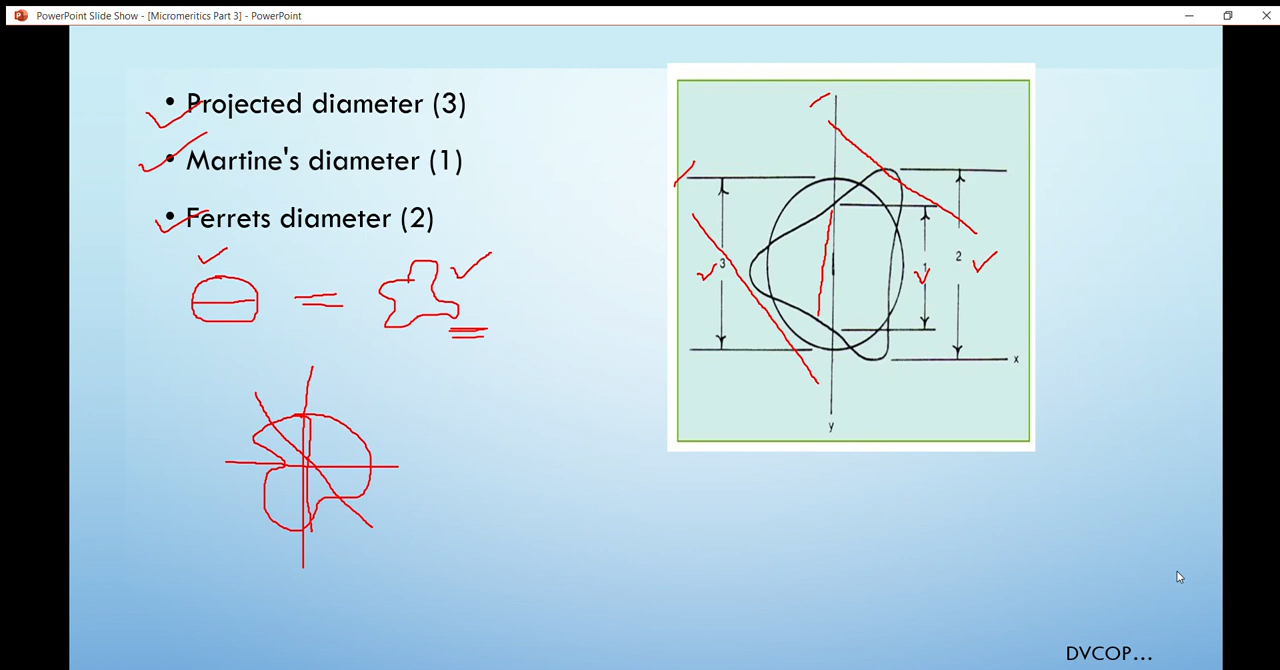 PowerPoint Slide Show - [Micromeritics Part 3] - PowerPoint
• Projected diameter (3)
• Martine's diameter (1)
• Ferrets diameter (2)
3
1
2
x
y
DVCOP...